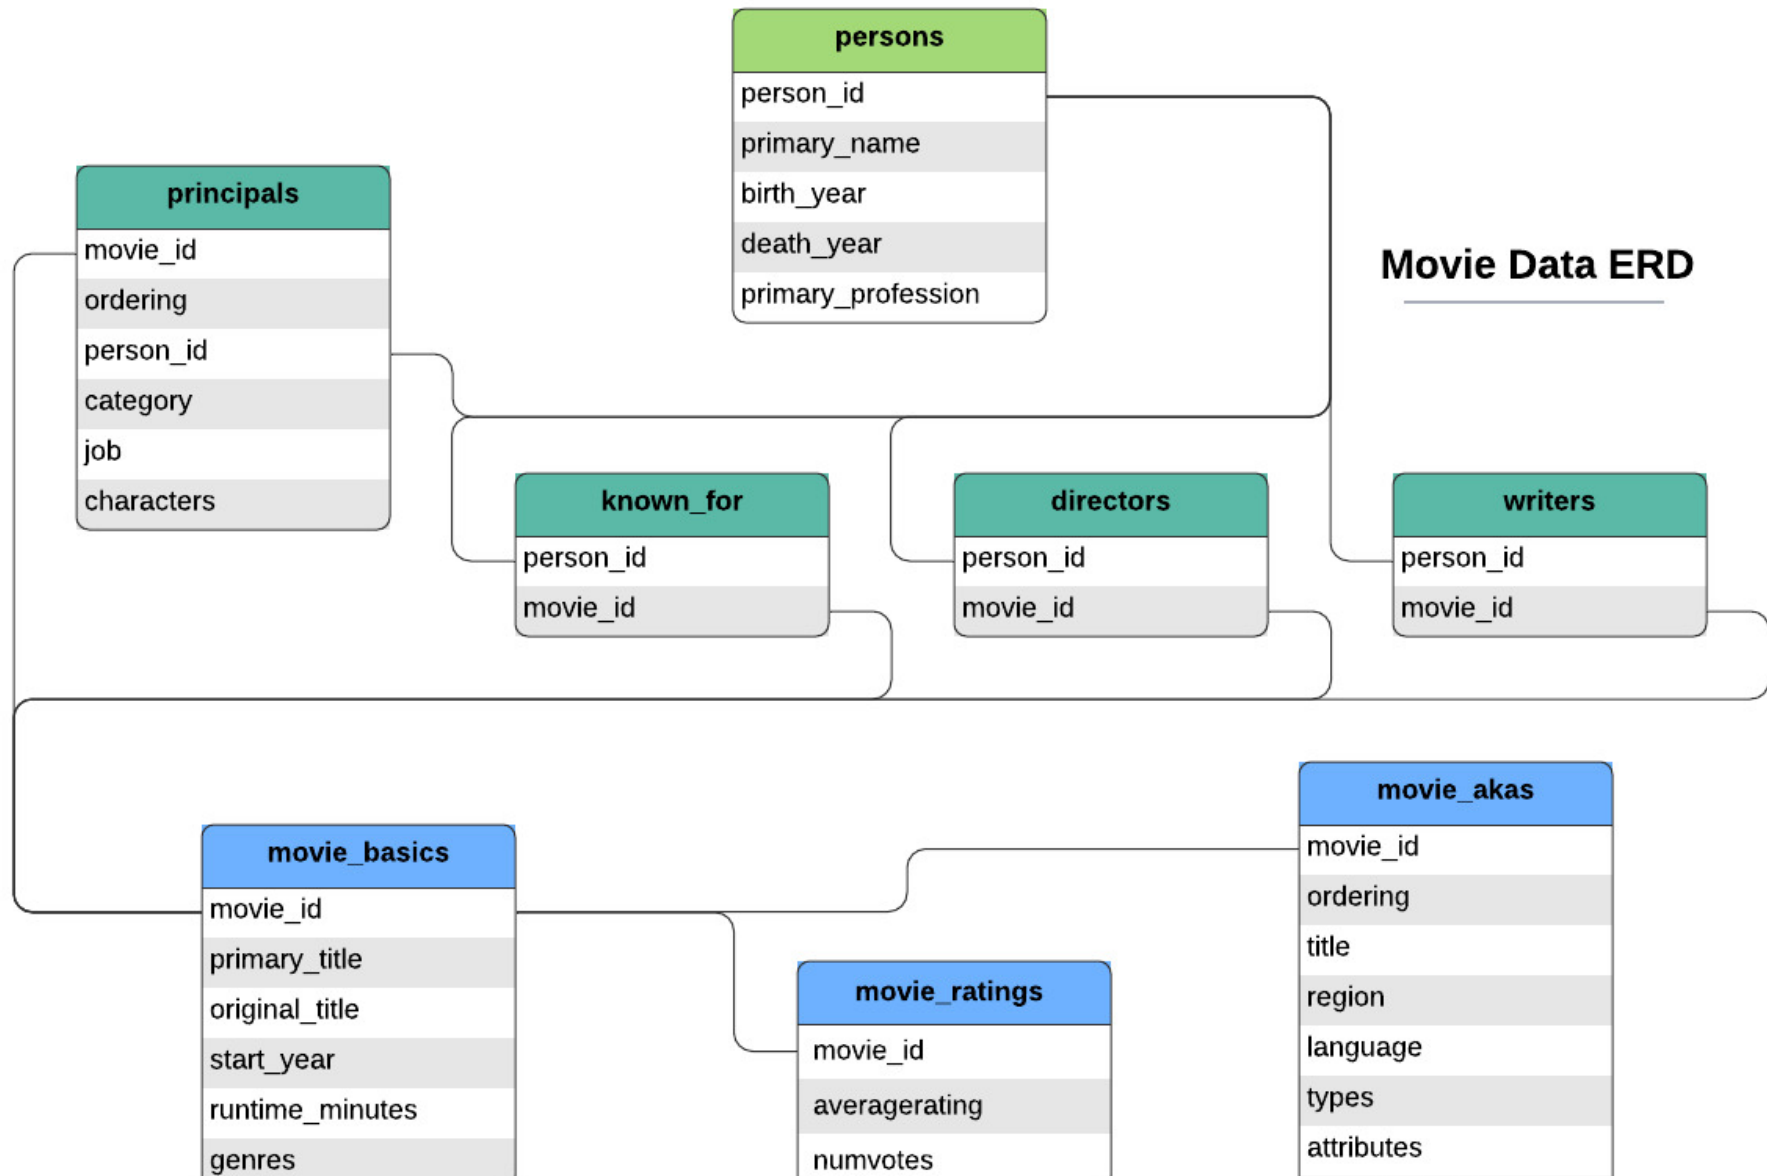 persons
person_id
primary_name
birth_year
death_year
primary_profession
principals
movie_id
ordering
person_id
category
job
characters
Movie Data ERD
known_for
person_id
movie_id
directors
person_id
movie_id
writers
person_id
movie_id
movie_basics
movie_id
primary_title
original_title
start_year
runtime_minutes
genres
movie_ratings
movie_id
averagerating
numvotes
movie_akas
movie_id
ordering
title
region
language
types
attributes